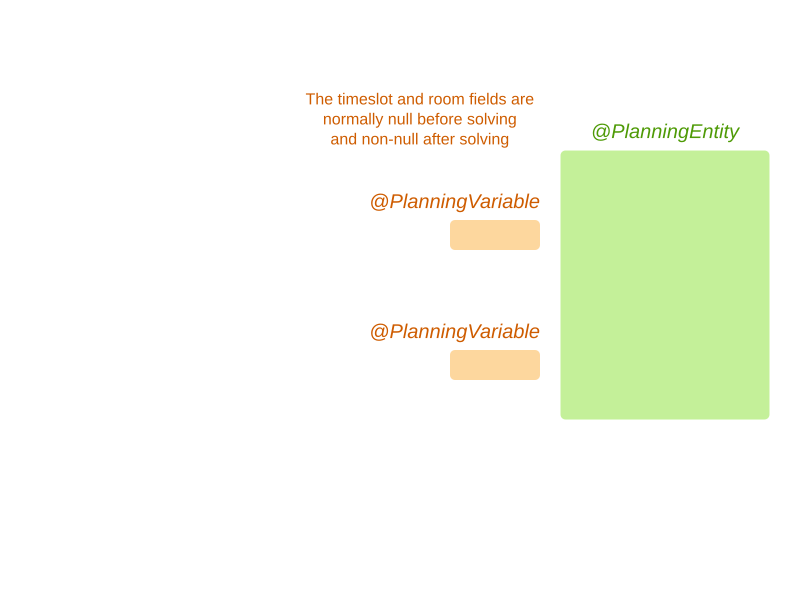 The timeslot and room fields are
normally null before solving
and non-null after solving
@PlanningEntity
@PlanningVariable
@PlanningVariable